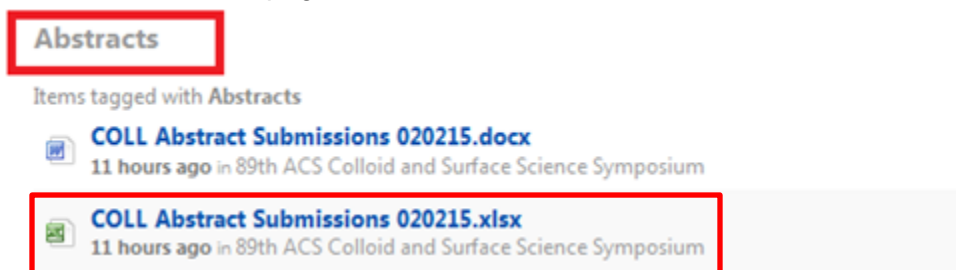 Abstracts
Items tagged with Abstracts
COLL Abstract Submissions 020215.docx
11 hours ago in 89th ACS Colloid and Surface Science Symposium
COLL Abstract Submissions 020215.xlsx
11 hours ago in 89th ACS Colloid and Surface Science Symposium